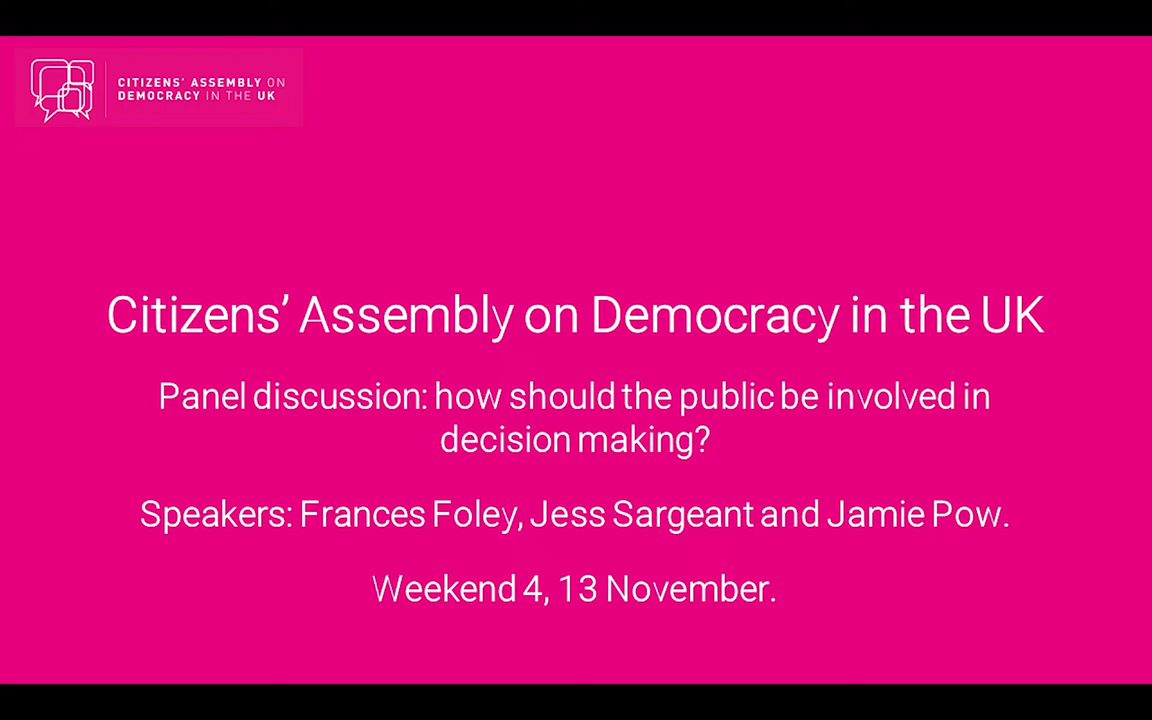 CITIZENS' ASSEMBLY ON
DEMOCRACY IN THE UK
Citizens' Assembly on Democracy in the UK
Panel discussion: how should the public be involved in
decision making?
Speakers: Frances Foley, Jess Sargeant and Jamie Pow.
Weekend 4, 13 November.